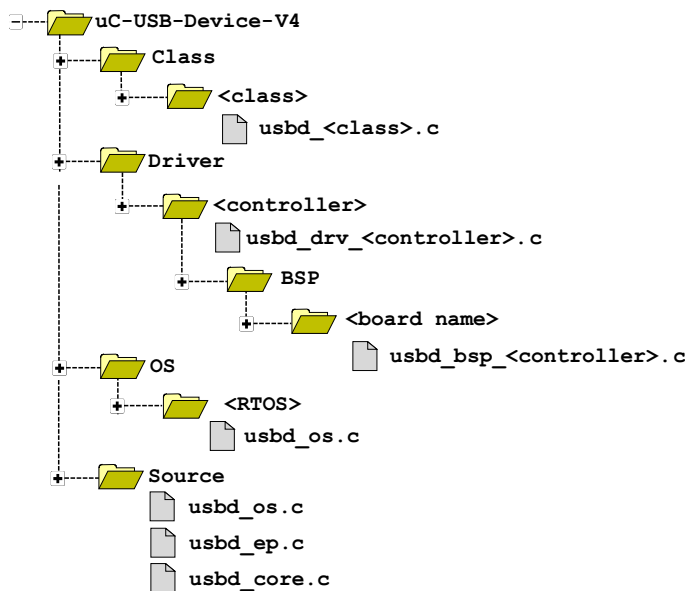 uC-USB-Device-V4
Class
<class>
usbd_<class>.c
Driver
<controller>
usbd_drv_<controller>.c
BSP
<board name>
usbd_bsp_<controller>.c
OS
<RTOS>
usbd_os.c
Source
usbd_os.c
usbd_ep.c
usbd_core.c